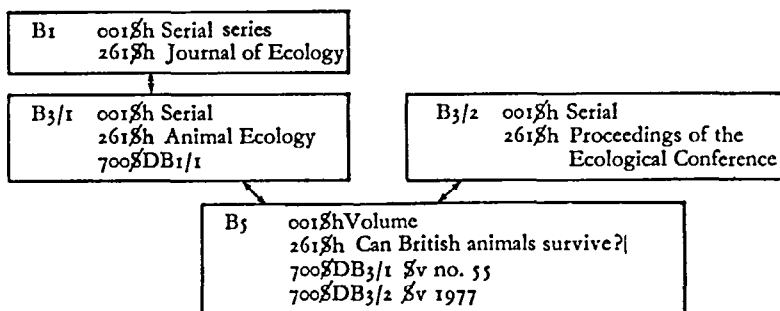 B1 001$h Serial series
261$h Journal of Ecology
B3/1 001$h Serial
261$h Animal Ecology
700$DB1/1
B3/2 001$h Serial
261$h Proceedings of the
Ecological Conference
B5 001$hVolume
261$h Can British animals survive?|
700$DB3/1 $v no. 55
700$DB3/2 $v 1977